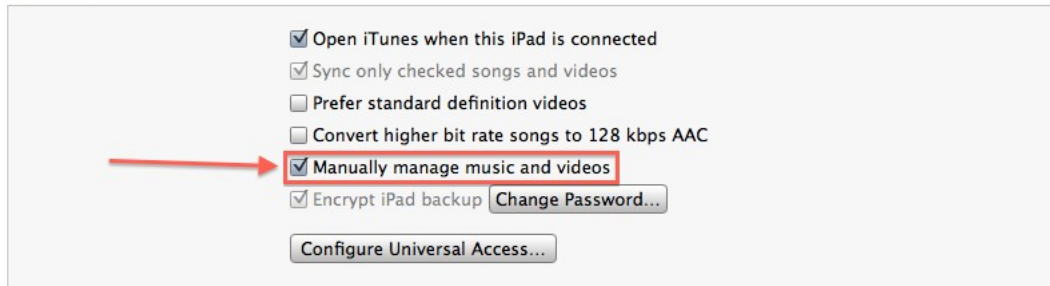 Open iTunes when this iPad is connected
Sync only checked songs and videos
Prefer standard definition videos
Convert higher bit rate songs to 128 kbps AAC
Manually manage music and videos
Encrypt iPad backup Change Password...
Configure Universal Access...